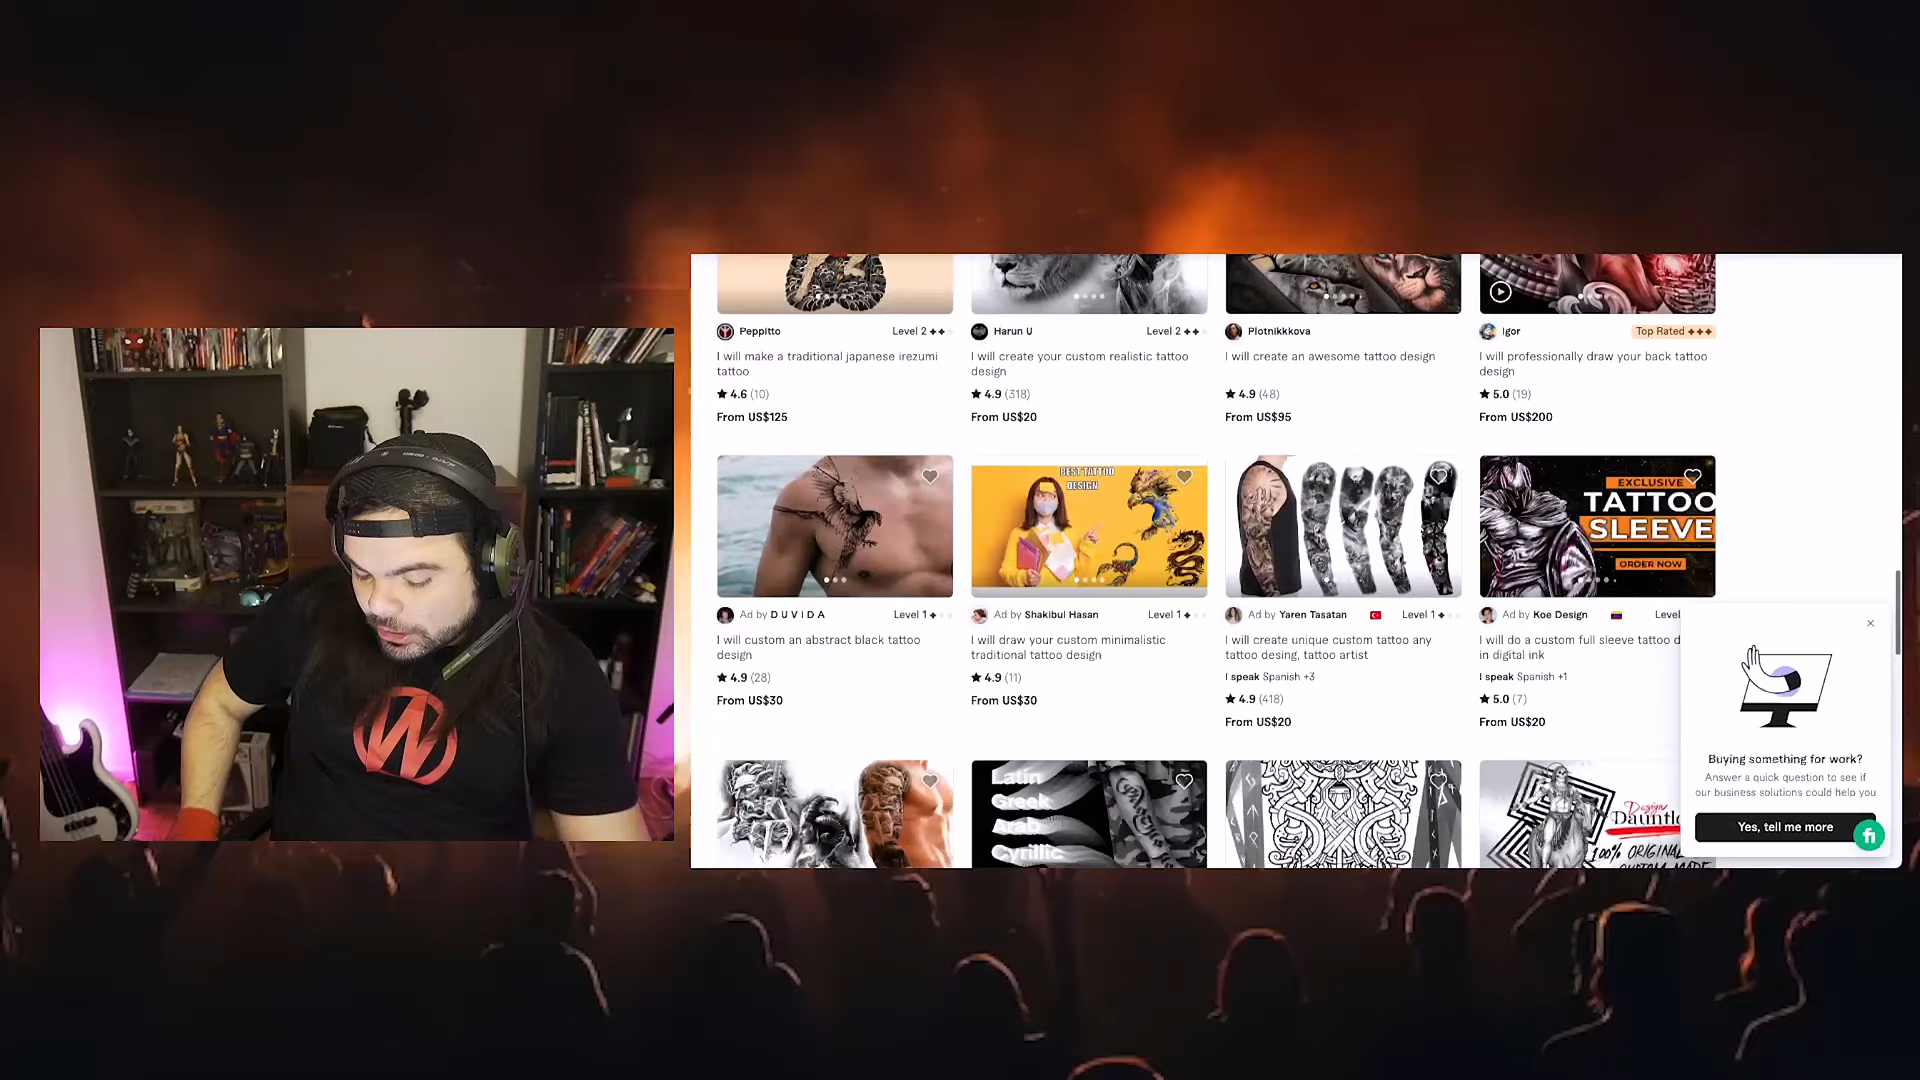 Peppitto
Level 2
I will make a traditional japanese irezumi
tattoo
4.6 (10)
From US$125
Harun U
Level 2
I will create your custom realistic tattoo
design
4.9 (318)
From US$20
Plotnikkkova
I will create an awesome tattoo design
4.9 (48)
From US$95
Igor
Top Rated
I will professionally draw your back tattoo
design
5.0 (19)
From US$200
Ad by D U V I D A
Level 1
I will custom an abstract black tattoo
design
4.9 (28)
From US$30
BEST TATTOO
DESIGN
Ad by Shakibul Hasan
Level 1
I will draw your custom minimalistic
traditional tattoo design
4.9 (11)
From US$30
Ad by Yaren Tasatan
Level 1
I will create unique custom tattoo any
tattoo desing, tattoo artist
I speak Spanish +3
4.9 (418)
From US$20
EXCLUSIVE
TATTOO
SLEEVE
ORDER NOW
Ad by Koe Design
Level
I will do a custom full sleeve tattoo d
in digital ink
I speak Spanish +1
5.0 (7)
From US$20
Latin
Greek
Arab
Cyrillic
Design
Dauntl
100% ORIGINAL
CUSTOM MADE
Buying something for work?
Answer a quick question to see if
our business solutions could help you
Yes, tell me more
fi